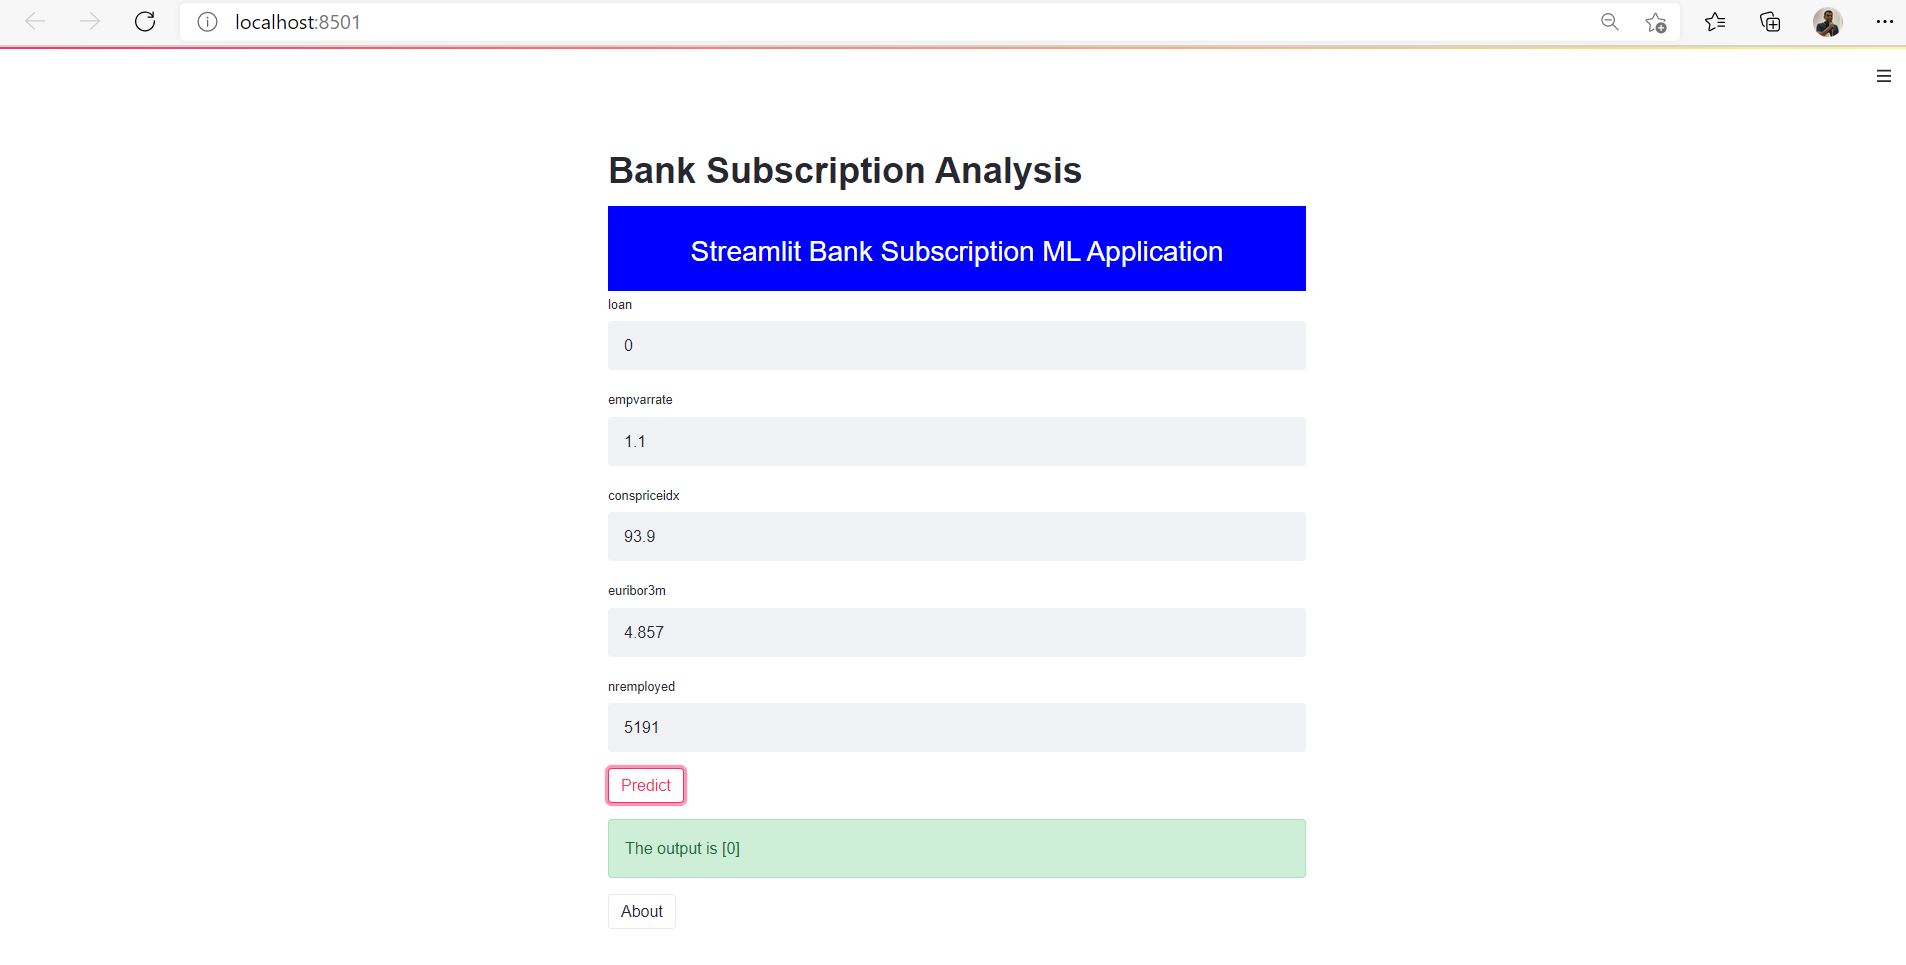 localhost:8501
Bank Subscription Analysis
Streamlit Bank Subscription ML Application
loan
0
empvarrate
1.1
conspriceidx
93.9
euribor3m
4.857
nremployed
5191
Predict
The output is [0]
About